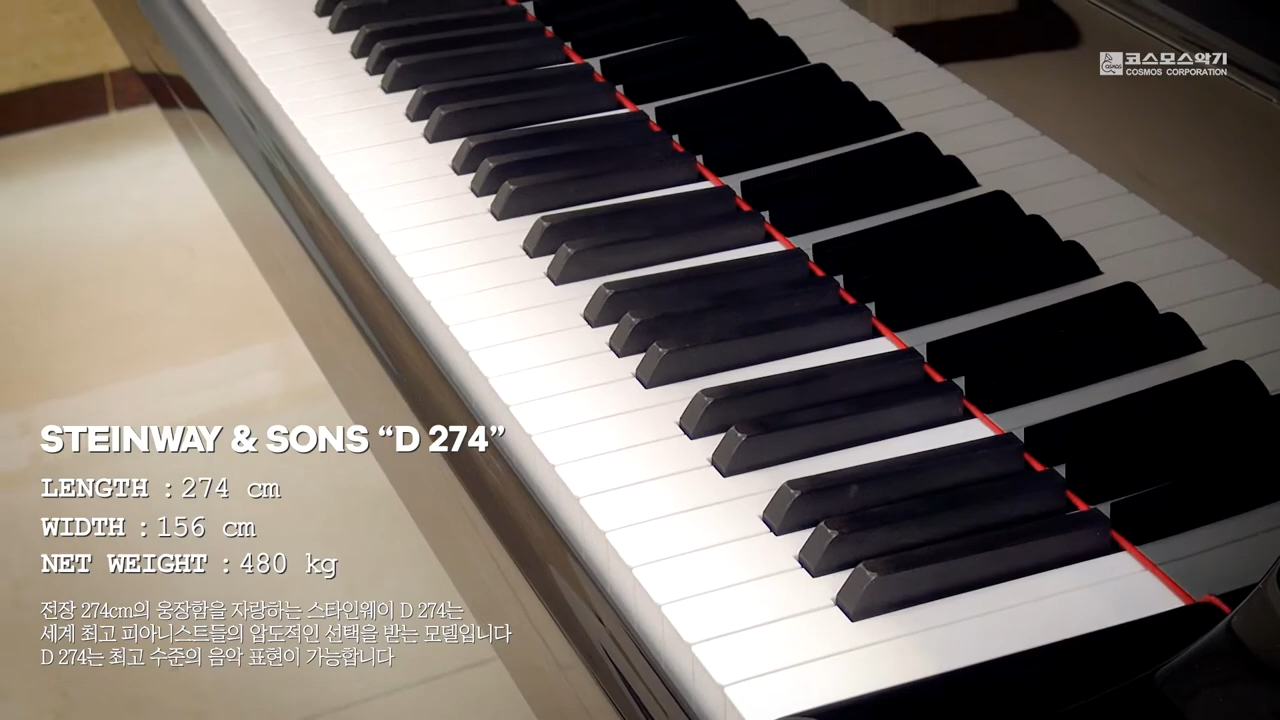 코스모스악기
COSMOS CORPORATION
STEINWAY & SONS “D 274”
LENGTH : 274 cm
WIDTH : 156 cm
NET WEIGHT : 480 kg
전장 274cm의 웅장함을 자랑하는 스타인웨이 D 274는
세계 최고 피아니스트들의 압도적인 선택을 받는 모델입니다
D 274는 최고 수준의 음악 표현이 가능합니다